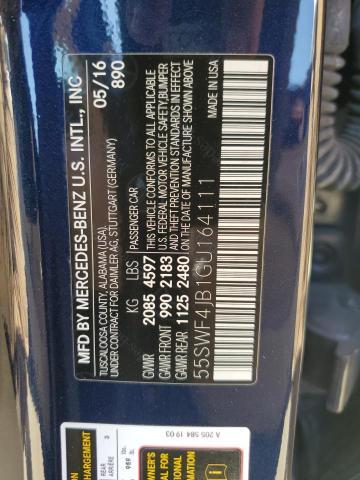 MFD BY MERCEDES-BENZ U.S. INTL., INC
TUSCALOOSA COUNTY, ALABAMA (USA),
UNDER CONTRACT FOR DAIMLER AG, STUTTGART (GERMANY)
05/16
890
KG LBS
PASSENGER CAR
GVWR 2085 4597
GAWR FRONT 990 2183
GAWR REAR 1125 2480
THIS VEHICLE CONFORMS TO ALL APPLICABLE
FEDERAL MOTOR VEHICLE SAFETY,BUMPER
AND THEFT PREVENTION STANDARDS IN EFFECT
ON THE DATE OF MANUFACTURE SHOWN ABOVE.
55SWF4JB1GU164111
MADE IN USA
A 205 584 19 03
REAR
ARRIÈRE
3